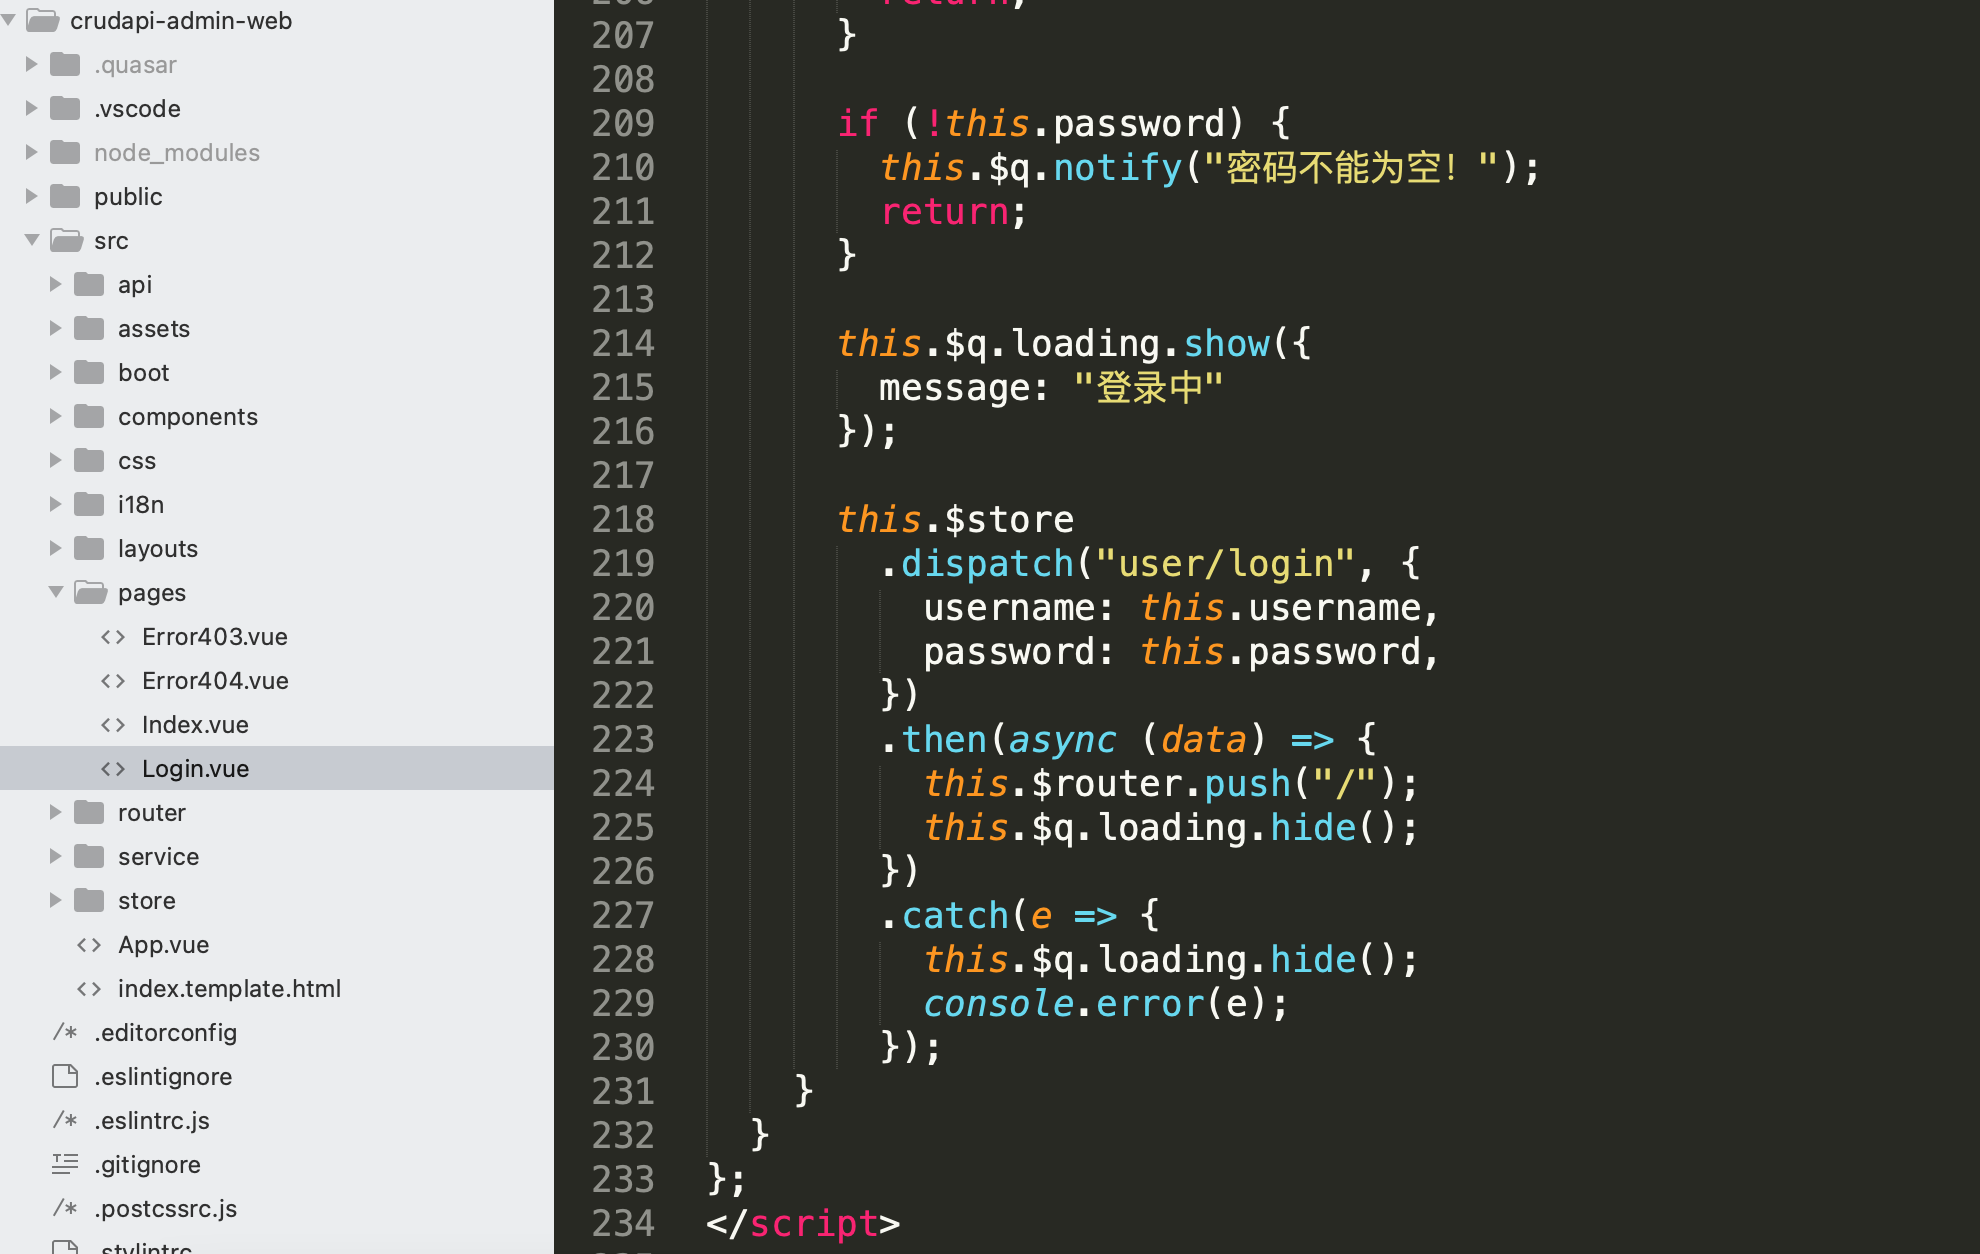 crudapi-admin-web
.quasar
.vscode
node_modules
public
src
api
assets
boot
components
css
i18n
layouts
pages
<> Error403.vue
<> Error404.vue
<> Index.vue
<> Login.vue
router
service
store
<> App.vue
<> index.template.html
/* .editorconfig
.eslintignore
/* .eslintrc.js
.gitignore
/* .postcssrc.js
.stylintrc
206 return;
207 }
208
209 if (!this.password) {
210 this.$q.notify("密码不能为空！");
211 return;
212 }
213
214 this.$q.loading.show({
215 message: "登录中"
216 });
217
218 this.$store
219 .dispatch("user/login", {
220 username: this.username,
221 password: this.password,
222 })
223 .then(async (data) => {
224 this.$router.push("/");
225 this.$q.loading.hide();
226 })
227 .catch(e => {
228 this.$q.loading.hide();
229 console.error(e);
230 });
231 }
232 }
233 };
234 </script>